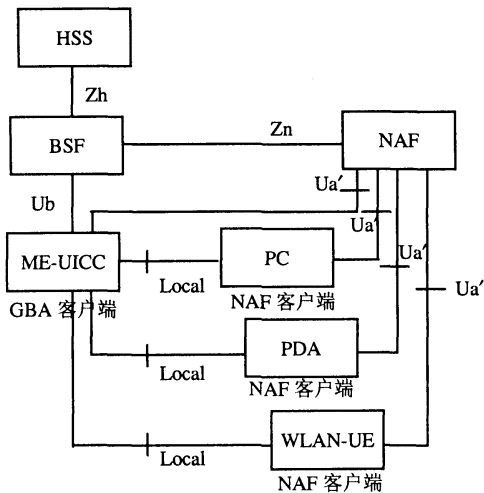 HSS
Zh
BSF
Zn
NAF
Ub
Ua′
Ua′
Ua′
Ua′
ME-UICC
GBA 客户端
Local
PC
NAF 客户端
Local
PDA
NAF 客户端
Local
WLAN-UE
NAF 客户端